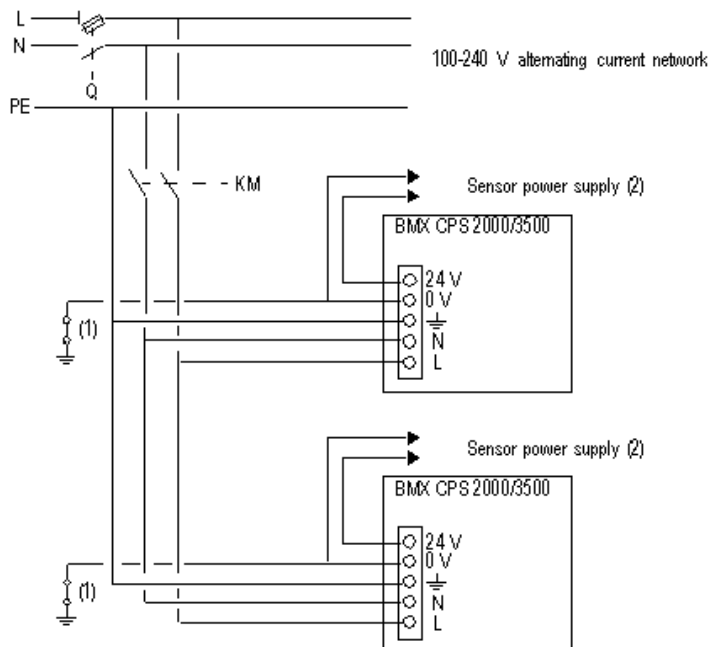 L
N
100-240 V alternating current network
Q
PE
KM
Sensor power supply (2)
BMX CPS 2000/3500
24 V
0 V
(1)
N
L
Sensor power supply (2)
BMX CPS 2000/3500
24 V
0 V
(1)
N
L